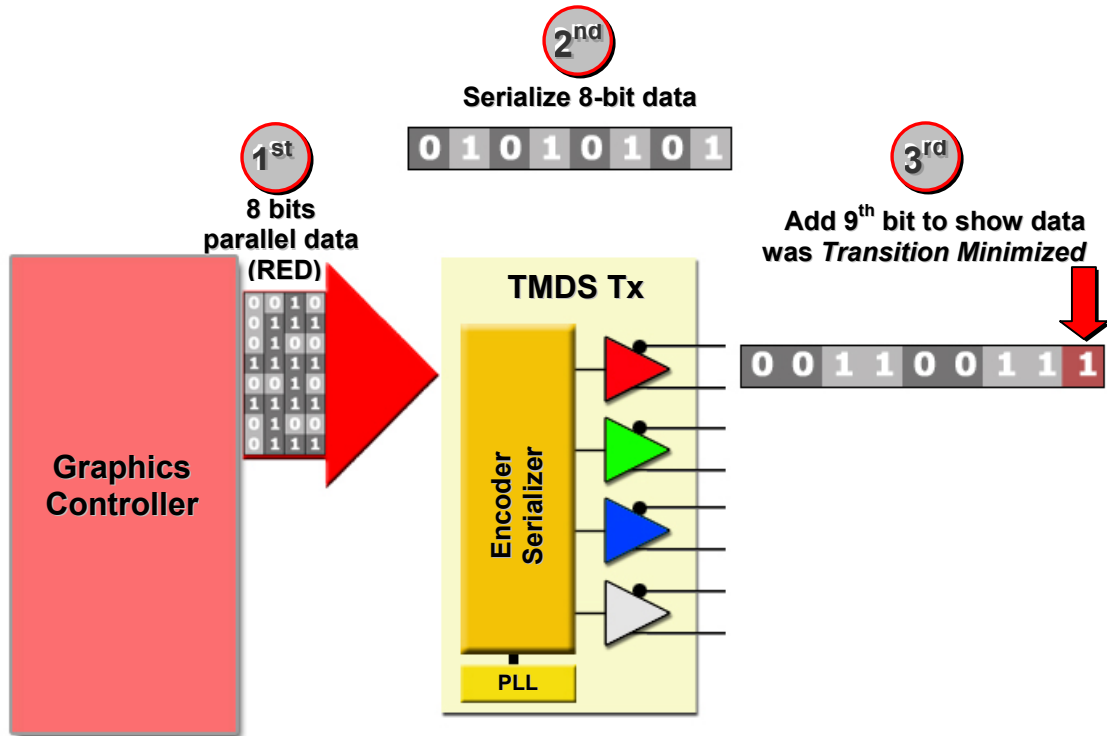 2nd
Serialize 8-bit data
0 1 0 1 0 1 0 1
1st
8 bits
parallel data
(RED)
3rd
Add 9th bit to show data
was Transition Minimized
0 0 1 0
0 1 1 1
0 1 0 0
1 1 1 1
0 0 1 0
1 1 1 1
0 1 0 0
0 1 1 1
Graphics
Controller
TMDS Tx
Encoder
Serializer
PLL
0 0 1 1 0 0 1 1 1